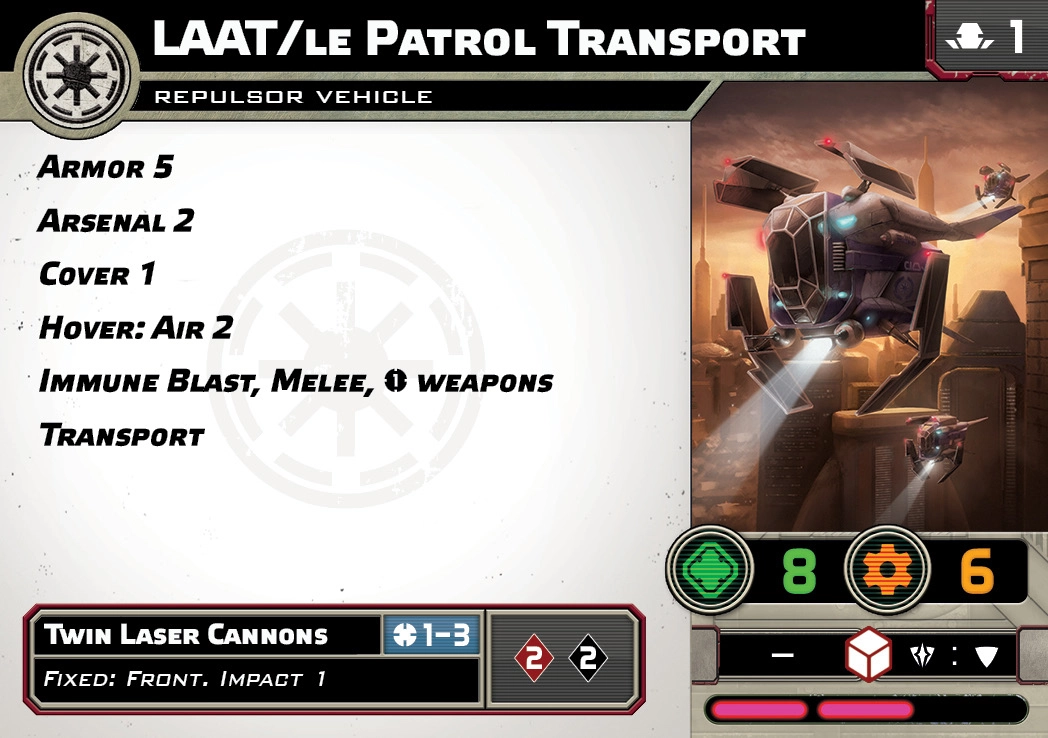 LAAT/LE PATROL TRANSPORT
1
REPULSOR VEHICLE
ARMOR 5
ARSENAL 2
COVER 1
HOVER: AIR 2
IMMUNE BLAST, MELEE, WEAPONS
TRANSPORT
8 6
TWIN LASER CANNONS 1–3
2 2
FIXED: FRONT. IMPACT 1
– :